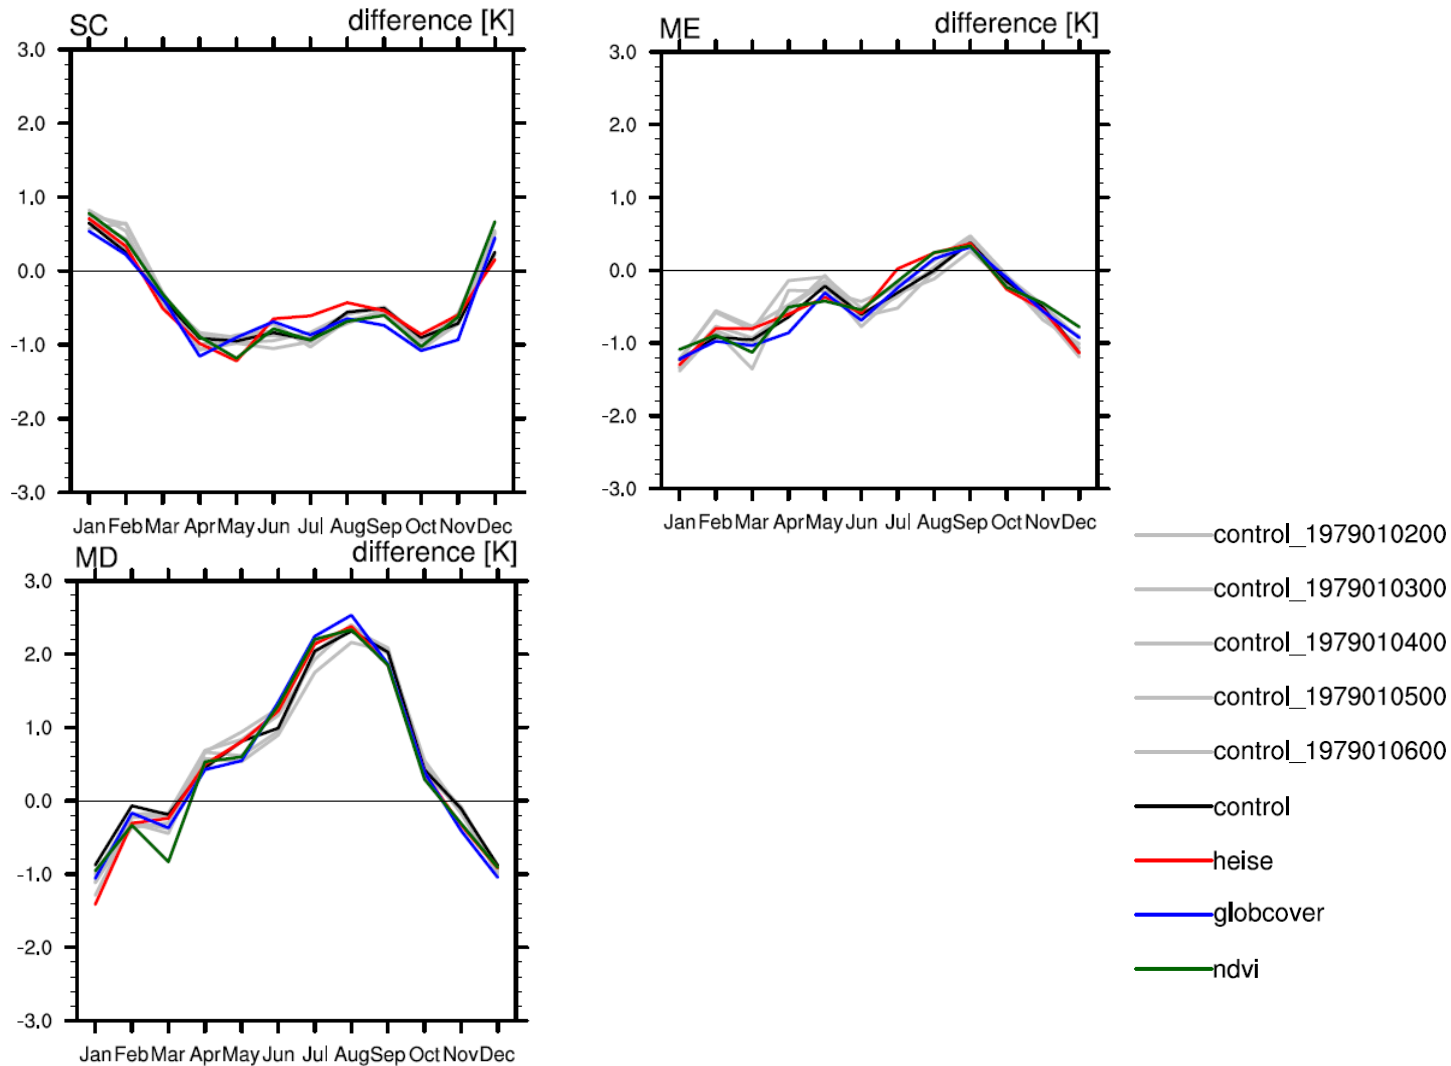 SC difference [K]
3.0
2.0
1.0
0.0
-1.0
-2.0
-3.0
Jan Feb Mar Apr May Jun Jul Aug Sep Oct Nov Dec
ME difference [K]
3.0
2.0
1.0
0.0
-1.0
-2.0
-3.0
Jan Feb Mar Apr May Jun Jul Aug Sep Oct Nov Dec
MD difference [K]
3.0
2.0
1.0
0.0
-1.0
-2.0
-3.0
Jan Feb Mar Apr May Jun Jul Aug Sep Oct Nov Dec
control_1979010200
control_1979010300
control_1979010400
control_1979010500
control_1979010600
control
heise
globcover
ndvi